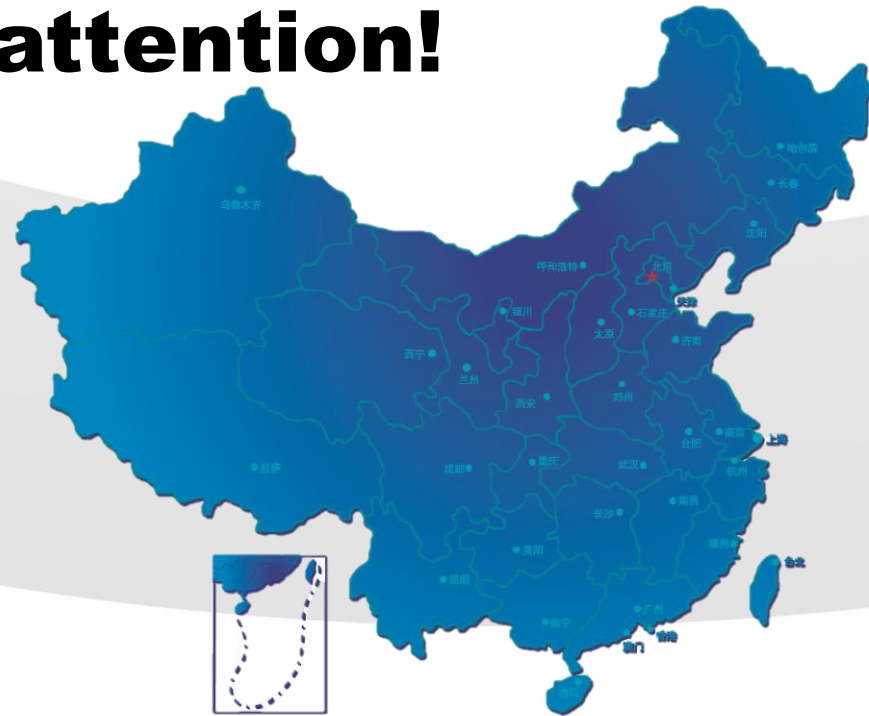 attention!
哈尔滨
长春
乌鲁木齐
沈阳
呼和浩特
北京
天津
银川
石家庄
太原
济南
西宁
兰州
西安
郑州
合肥
南京
上海
拉萨
成都
重庆
武汉
杭州
南昌
长沙
贵阳
福州
台北
昆明
广州
南宁
香港
澳门
海口